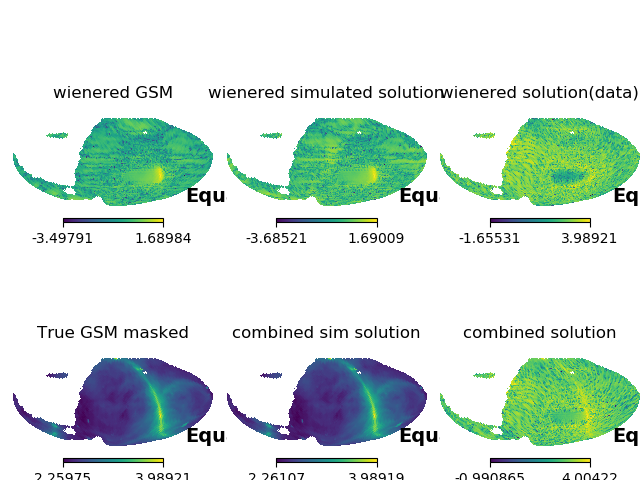 wienered GSM
wienered simulated solution
wienered solution(data)
Equ
Equ
Eq
-3.49791
1.68984
-3.68521
1.69009
-1.65531
3.98921
True GSM masked
combined sim solution
combined solution
Equ
Equ
Eq
2.25975
3.98921
2.26107
3.98919
-0.990865
4.00422